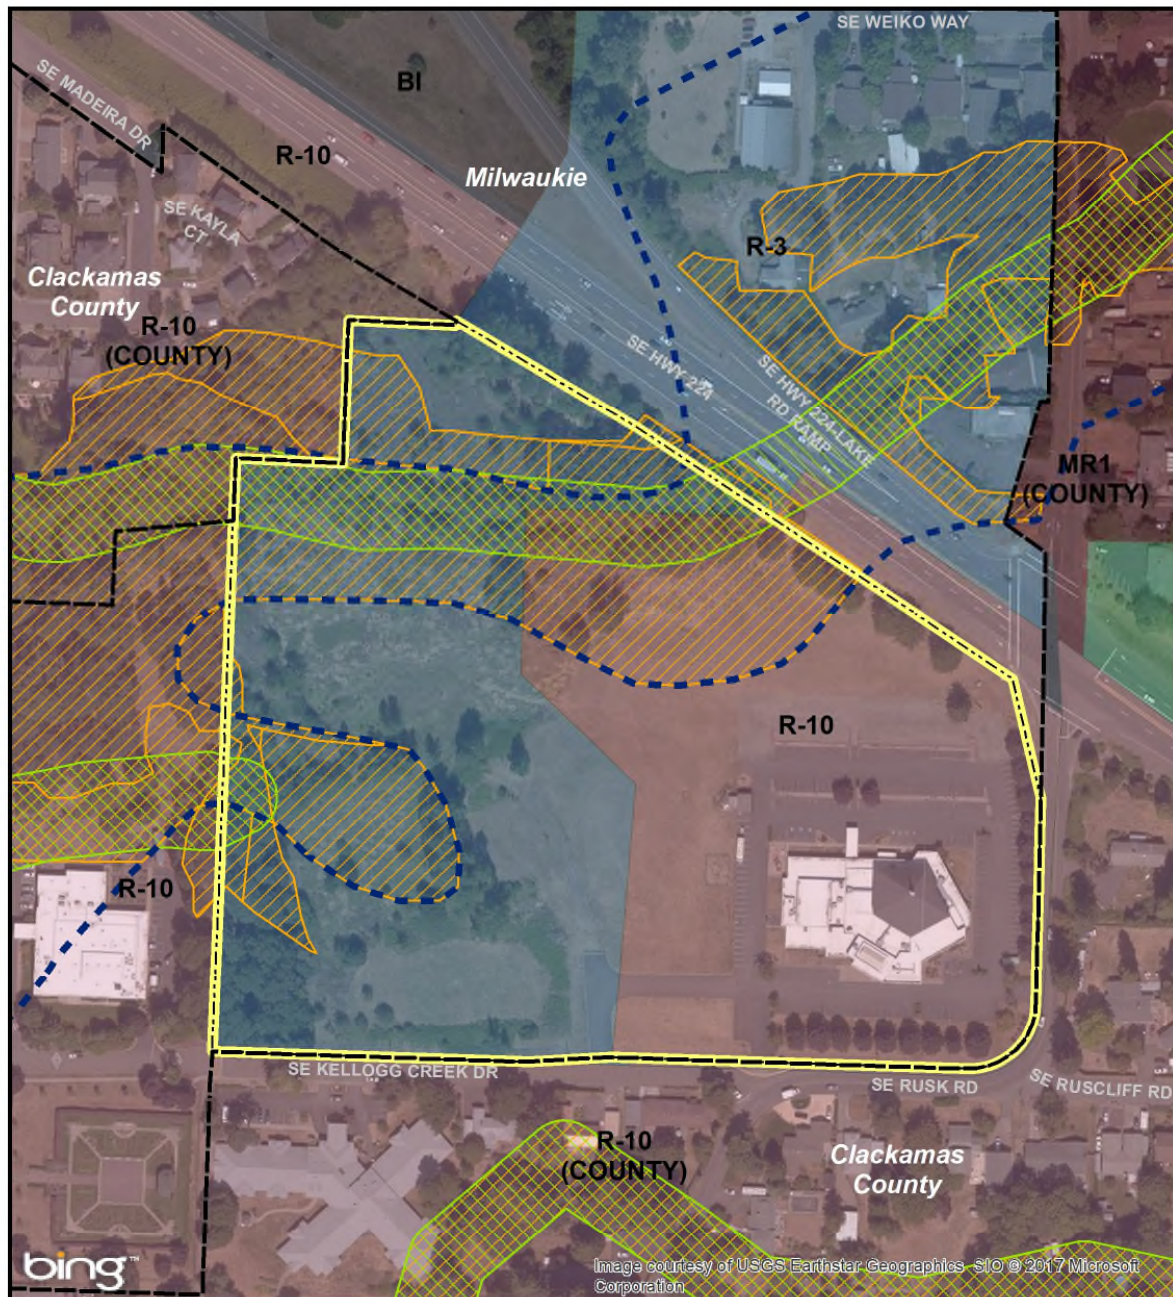 SE WEIKO WAY
BI
SE MADEIRA DR
R-10
Milwaukie
SE KAYLA
CT
R-3
Clackamas
County
R-10
(COUNTY)
SE HWY 224
SE HWY 224-LAKE
RD RAMP
MR1
(COUNTY)
R-10
R-10
SE KELLOGG CREEK DR
SE RUSK RD
SE RUSCLIFF RD
R-10
(COUNTY)
Clackamas
County
bing™
Image courtesy of USGS Earthstar Geographics SIO © 2017 Microsoft
Corporation